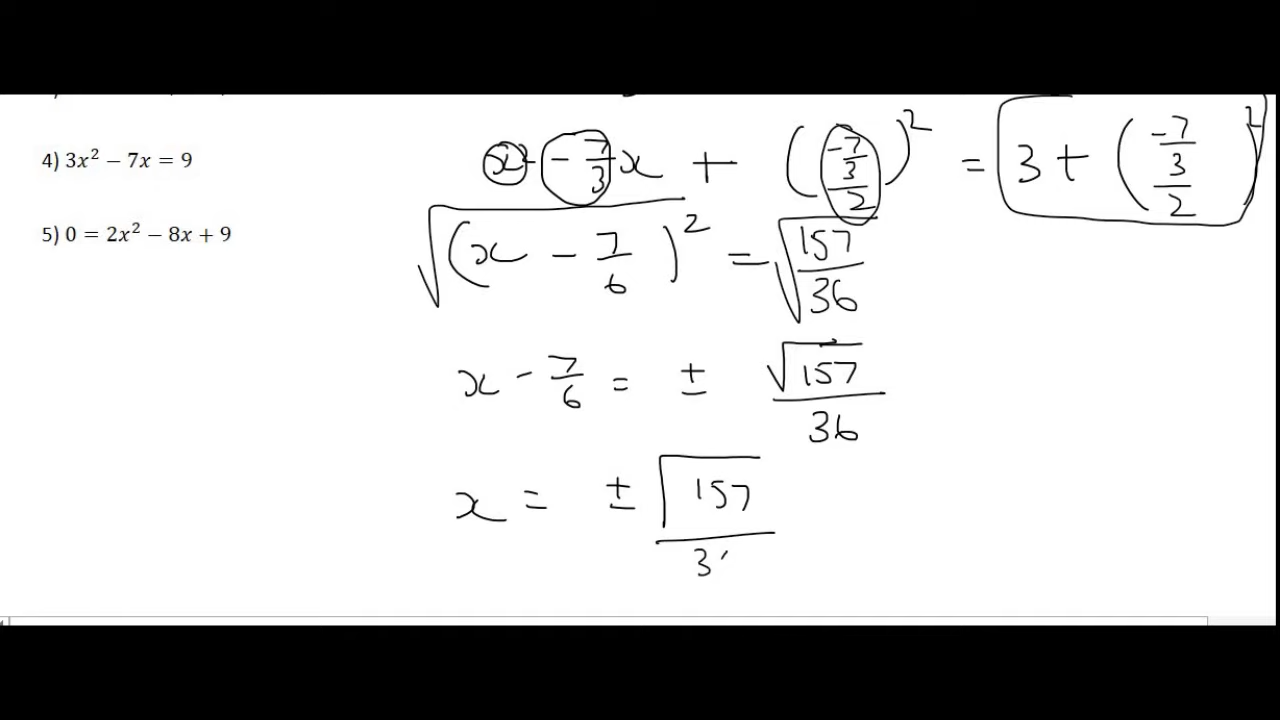 4) 3x² − 7x = 9
x² − 7/3 x + ((-7/3)/2)² = 3 + ((-7/3)/2)²
5) 0 = 2x² − 8x + 9
√(x − 7/6)² = √(157/36)
x − 7/6 = ± √157/36
x = ± √157/3